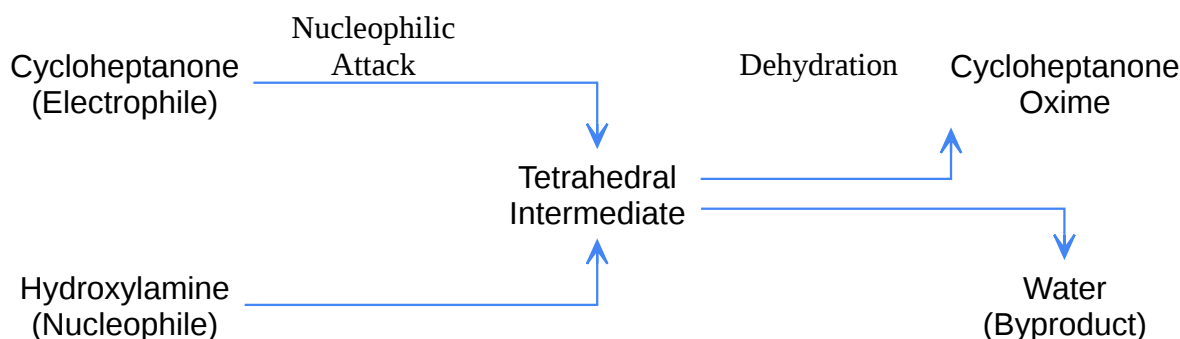 Nucleophilic
Attack
Cycloheptanone
(Electrophile)
Dehydration
Cycloheptanone
Oxime
Tetrahedral
Intermediate
Hydroxylamine
(Nucleophile)
Water
(Byproduct)